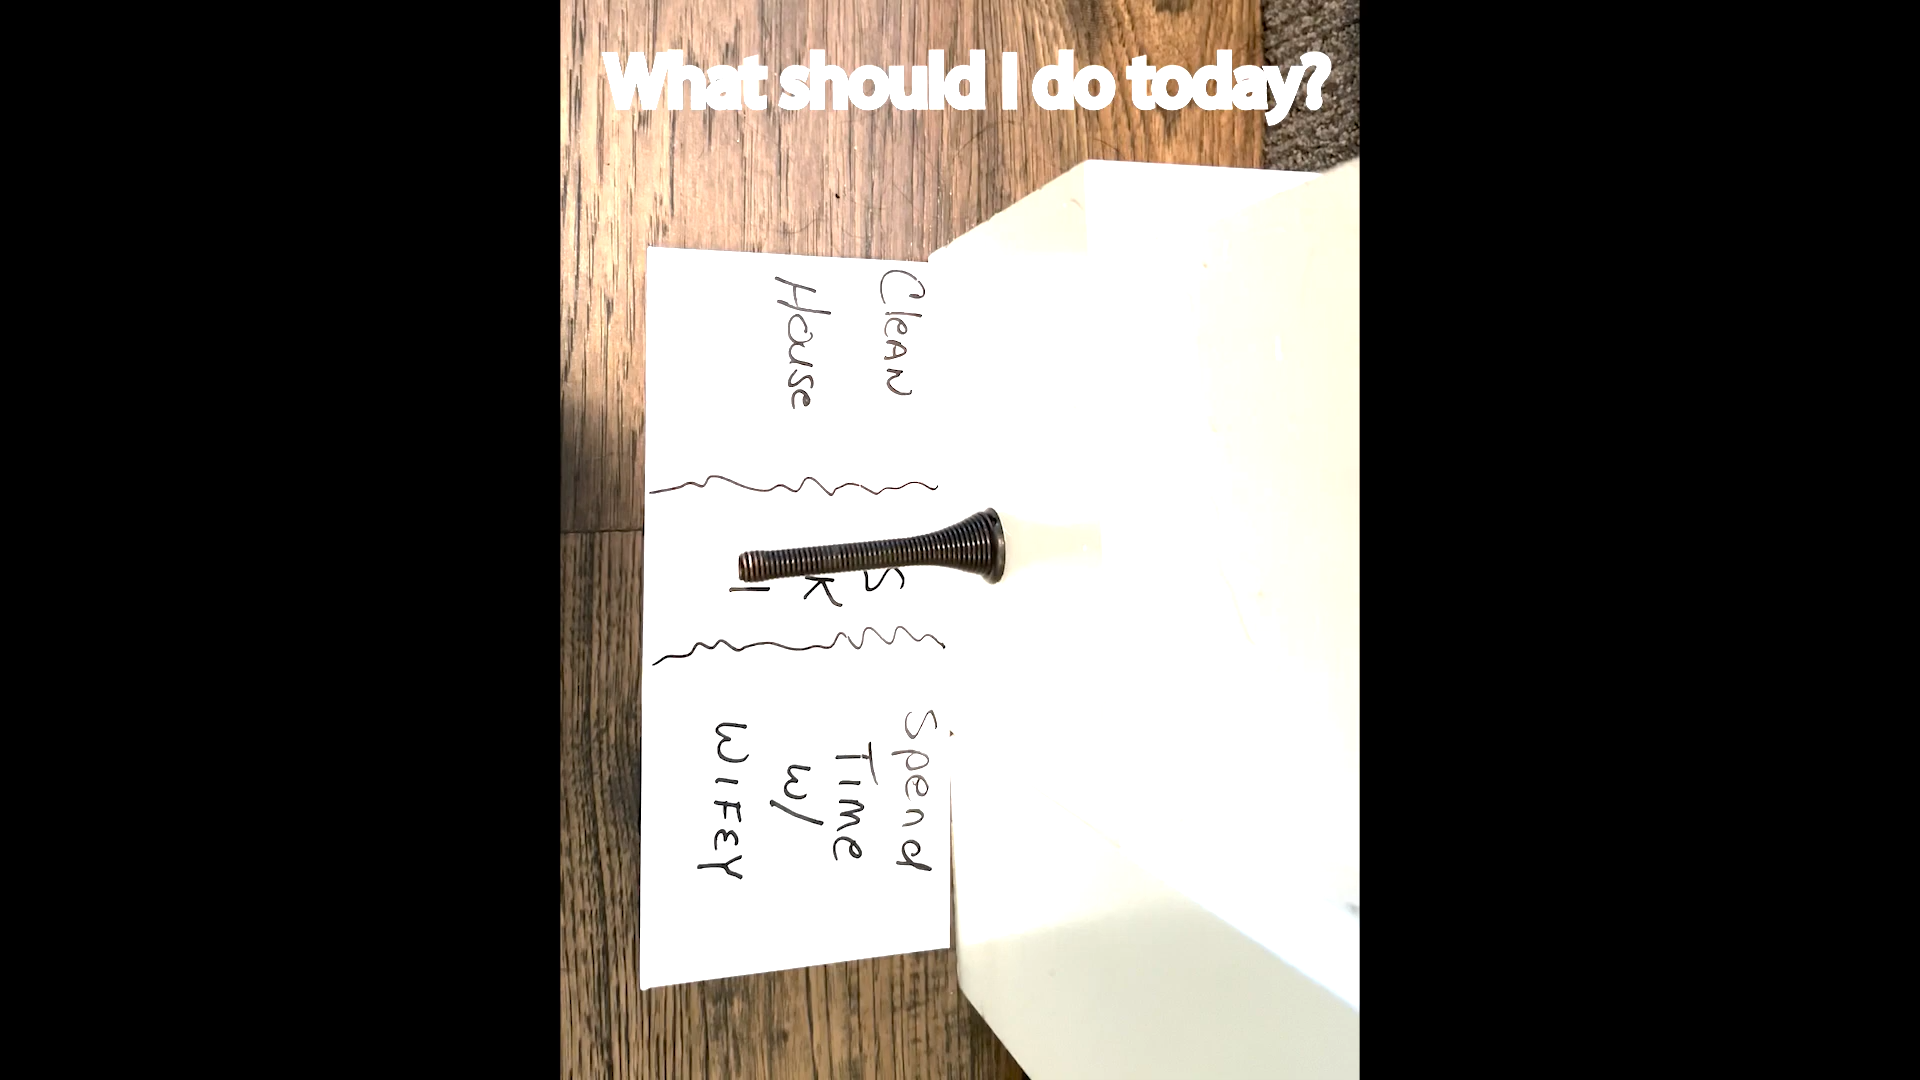 What should I do today?
CleAN
House
S
K
I
Spend
TIme
w/
WIFEY